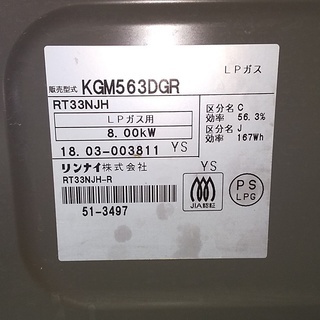 LPガス
販売型式 KGM563DGR
RT33NJH
LPガス用
8.00kW
区分名 C
効率 56.3%
区分名 J
効率 167Wh
18.03-003811 YS
リンナイ株式会社
RT33NJH-R
YS
JIA認証
PS
LPG
51-3497